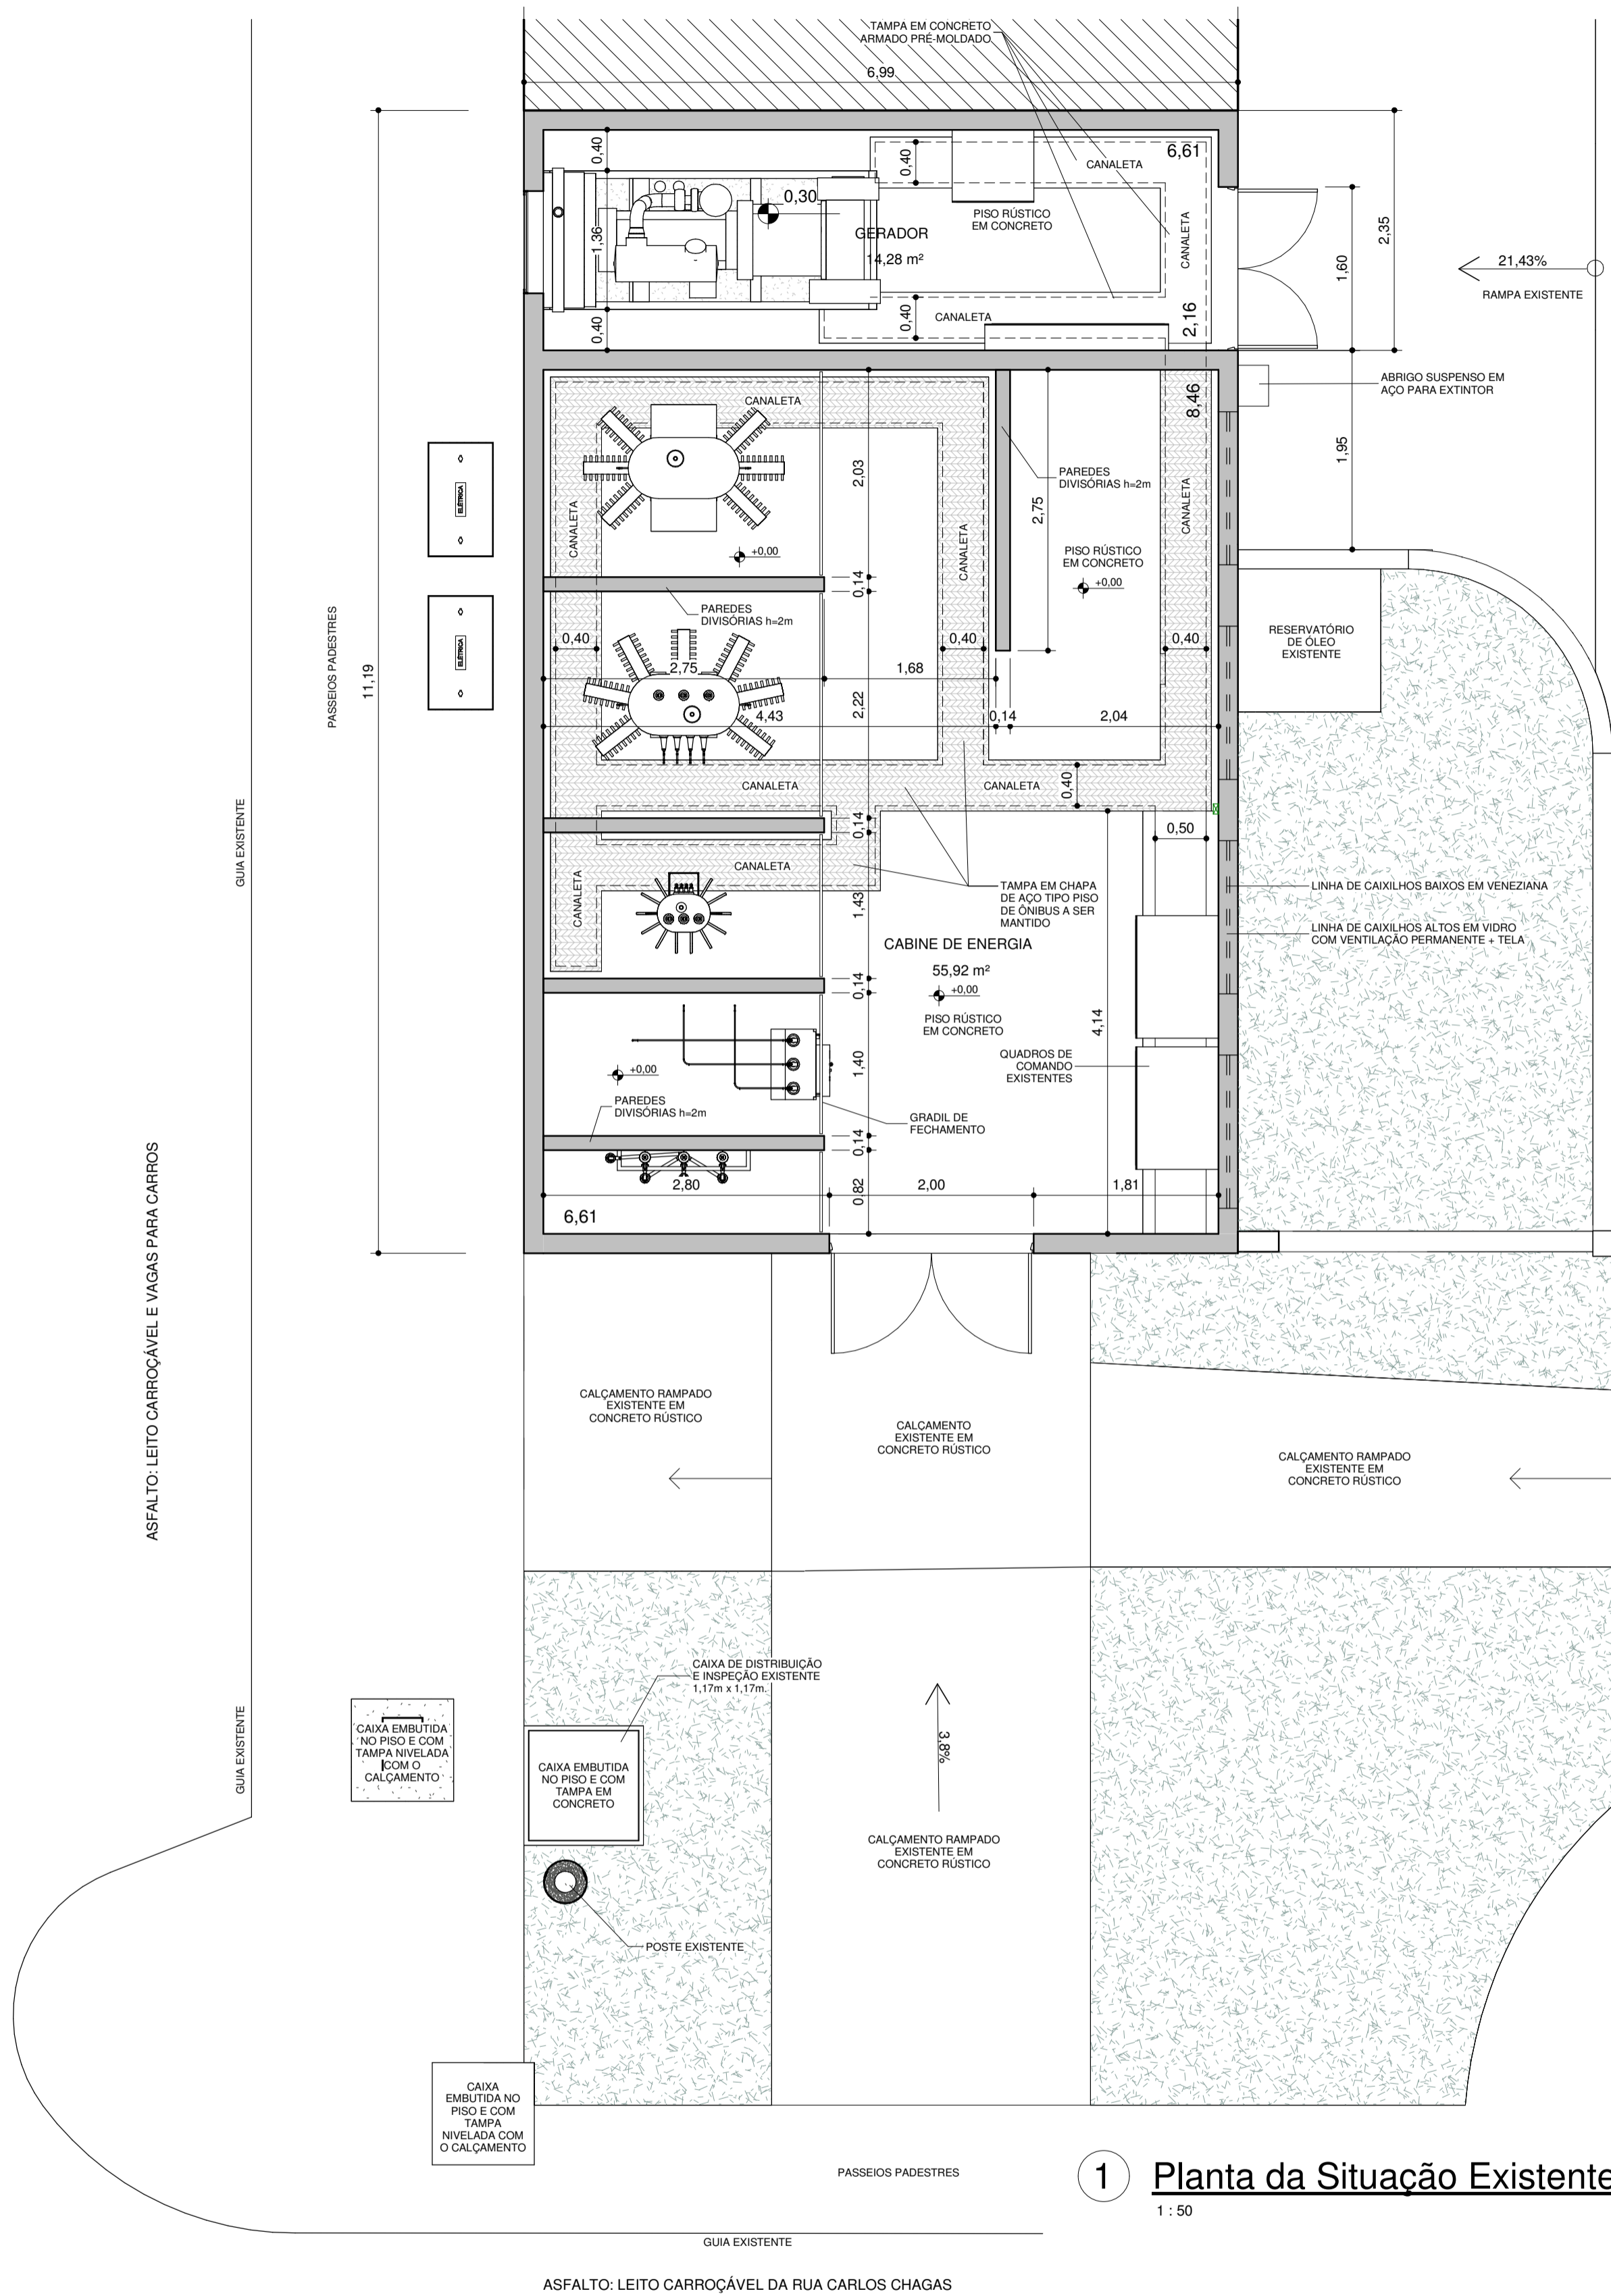 TAMPA EM CONCRETO
ARMADO PRÉ-MOLDADO
6,99
0,40
0,40
6,61
CANALETA
0,30
PISO RÚSTICO
EM CONCRETO
CANALETA
GERADOR
14,28 m²
1,36
2,35
1,60
21,43%
RAMPA EXISTENTE
0,40
0,40
CANALETA
2,16
ABRIGO SUSPENSO EM
AÇO PARA EXTINTOR
8,46
CANALETA
2,03
1,95
PAREDES
DIVISÓRIAS h=2m
ELÉTRICA
CANALETA
2,75
CANALETA
CANALETA
+0,00
PISO RÚSTICO
EM CONCRETO
+0,00
0,14
PASSEIOS PADESTRES
11,19
ELÉTRICA
PAREDES
DIVISÓRIAS h=2m
RESERVATÓRIO
DE ÓLEO
EXISTENTE
0,40
0,40
0,40
2,75
1,68
2,22
4,43
0,14
2,04
CANALETA
CANALETA
0,40
GUIA EXISTENTE
0,14
0,50
CANALETA
CANALETA
1,43
TAMPA EM CHAPA
DE AÇO TIPO PISO
DE ÔNIBUS A SER
MANTIDO
LINHA DE CAIXILHOS BAIXOS EM VENEZIANA
LINHA DE CAIXILHOS ALTOS EM VIDRO
COM VENTILAÇÃO PERMANENTE + TELA
CABINE DE ENERGIA
55,92 m²
+0,00
PISO RÚSTICO
EM CONCRETO
0,14
4,14
1,40
QUADROS DE
COMANDO
EXISTENTES
+0,00
PAREDES
DIVISÓRIAS h=2m
GRADIL DE
FECHAMENTO
0,14
2,80
0,82
2,00
1,81
6,61
ASFALTO: LEITO CARROÇÁVEL E VAGAS PARA CARROS
CALÇAMENTO RAMPADO
EXISTENTE EM
CONCRETO RÚSTICO
CALÇAMENTO
EXISTENTE EM
CONCRETO RÚSTICO
CALÇAMENTO RAMPADO
EXISTENTE EM
CONCRETO RÚSTICO
CAIXA DE DISTRIBUIÇÃO
E INSPEÇÃO EXISTENTE
1,17m x 1,17m.
GUIA EXISTENTE
CAIXA EMBUTIDA
NO PISO E COM
TAMPA NIVELADA
COM O
CALÇAMENTO
CAIXA EMBUTIDA
NO PISO E COM
TAMPA EM
CONCRETO
3,8%
CALÇAMENTO RAMPADO
EXISTENTE EM
CONCRETO RÚSTICO
POSTE EXISTENTE
CAIXA
EMBUTIDA NO
PISO E COM
TAMPA
NIVELADA COM
O CALÇAMENTO
PASSEIOS PADESTRES
1
Planta da Situação Existente
1 : 50
GUIA EXISTENTE
ASFALTO: LEITO CARROÇÁVEL DA RUA CARLOS CHAGAS